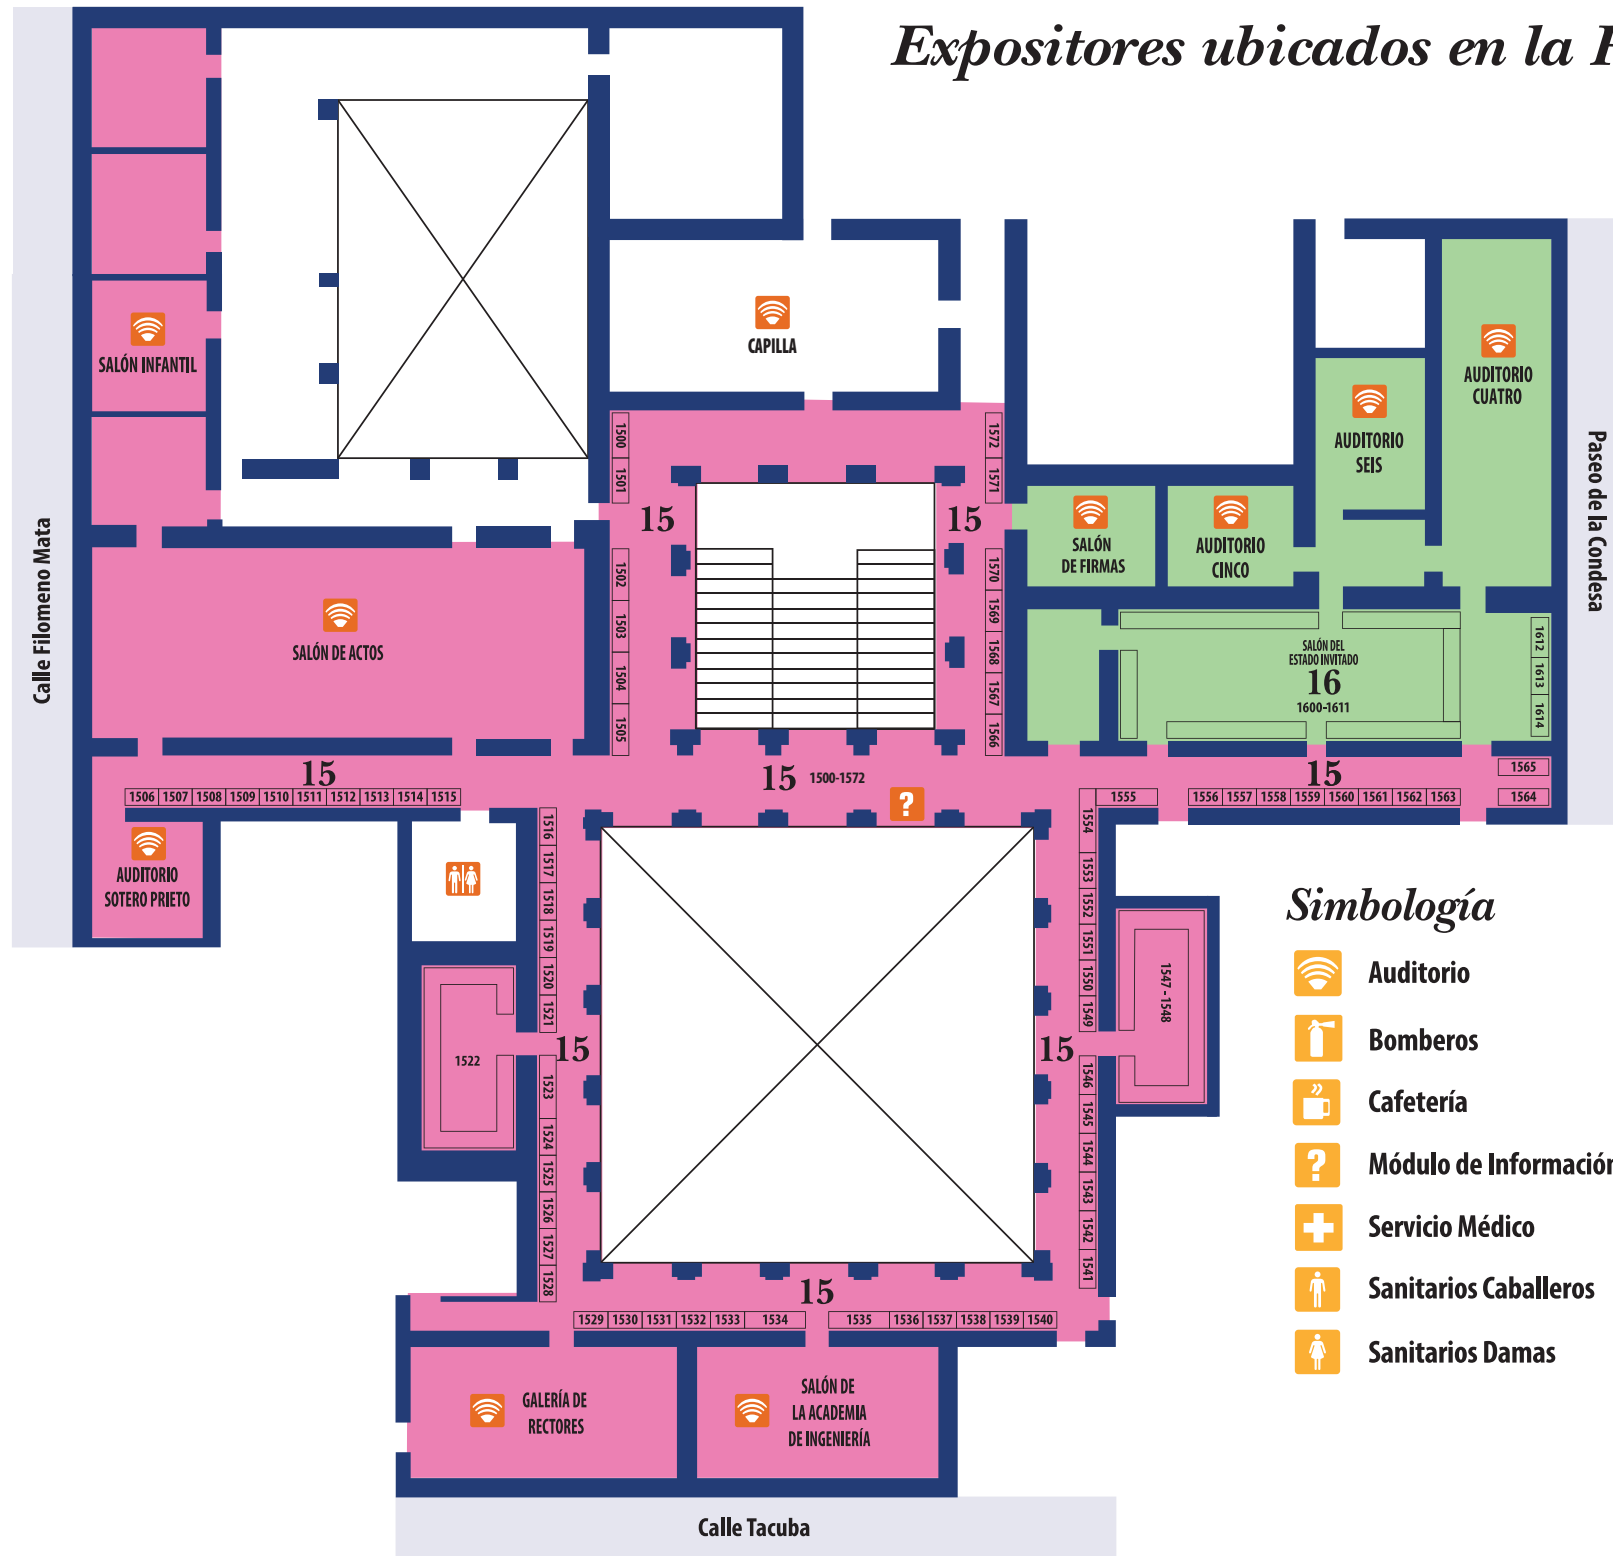 Expositores ubicados en la
SALÓN INFANTIL
CAPILLA
AUDITORIO
CUATRO
AUDITORIO
SEIS
Paseo de la Condesa
Calle Filomeno Mata
1500
1501
1572
1571
15
15
SALÓN
DE FIRMAS
AUDITORIO
CINCO
1502
1503
1504
1505
1570
1569
1568
1567
1566
SALÓN DE ACTOS
SALÓN DEL
ESTADO INVITADO
16
1600-1611
1612
1613
1614
15
15 1500-1572
15
1565
1506 1507 1508 1509 1510 1511 1512 1513 1514 1515
1555 1556 1557 1558 1559 1560 1561 1562 1563 1564
AUDITORIO
SOTERO PRIETO
1516
1517
1518
1519
1520
1521
1554
1553
1552
1551
1550
1549
1547 - 1548
1522
15
15
1523
1524
1525
1526
1527
1528
1546
1545
1544
1543
1542
1541
15
1529 1530 1531 1532 1533 1534 1535 1536 1537 1538 1539 1540
GALERÍA DE
RECTORES
SALÓN DE
LA ACADEMIA
DE INGENIERÍA
Calle Tacuba
Simbología
Auditorio
Bomberos
Cafetería
? Módulo de Información
Servicio Médico
Sanitarios Caballeros
Sanitarios Damas
?